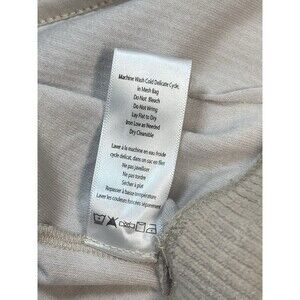 Machine Wash Cold Delicate Cycle,
in Mesh Bag
Do Not Bleach
Do Not Wring
Lay Flat to Dry
Iron Low as Needed
Dry Cleanable
Laver à la machine en eau froide
cycle délicat, dans un sac en filet
Ne pas javelliser
Ne pas tordre
Sécher à plat
Repasser à basse température
Laver les couleurs foncées séparément